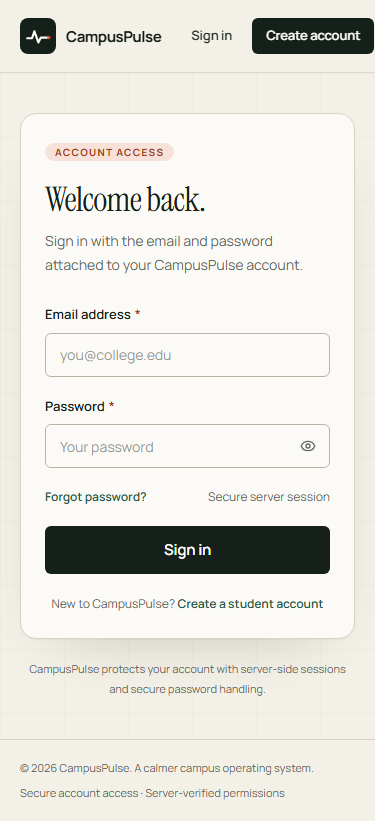 CampusPulse Sign in Create account
ACCOUNT ACCESS
Welcome back.
Sign in with the email and password
attached to your CampusPulse account.
Email address *
you@college.edu
Password *
Your password
Forgot password? Secure server session
Sign in
New to CampusPulse? Create a student account
CampusPulse protects your account with server-side sessions
and secure password handling.
© 2026 CampusPulse. A calmer campus operating system.
Secure account access · Server-verified permissions